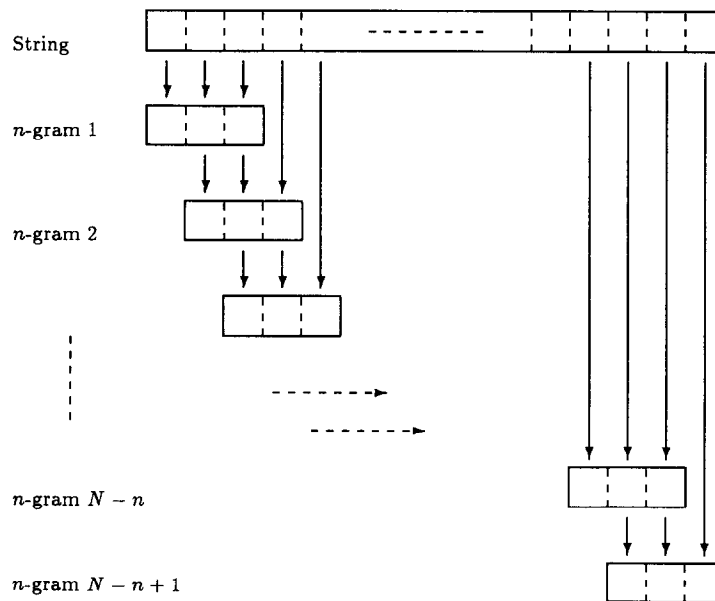 String
n-gram 1
n-gram 2
n-gram N − n
n-gram N − n + 1